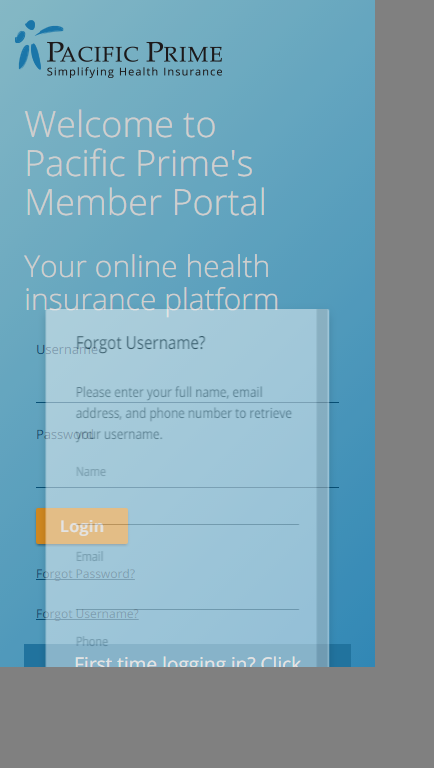 PACIFIC PRIME
Simplifying Health Insurance
Welcome to
Pacific Prime's
Member Portal
Your online health
insurance platform
Forgot Username?
Username
Please enter your full name, email
address, and phone number to retrieve
your username.
Password
Name
Login
Email
Forgot Password?
Forgot Username?
Phone
First time logging in? Click